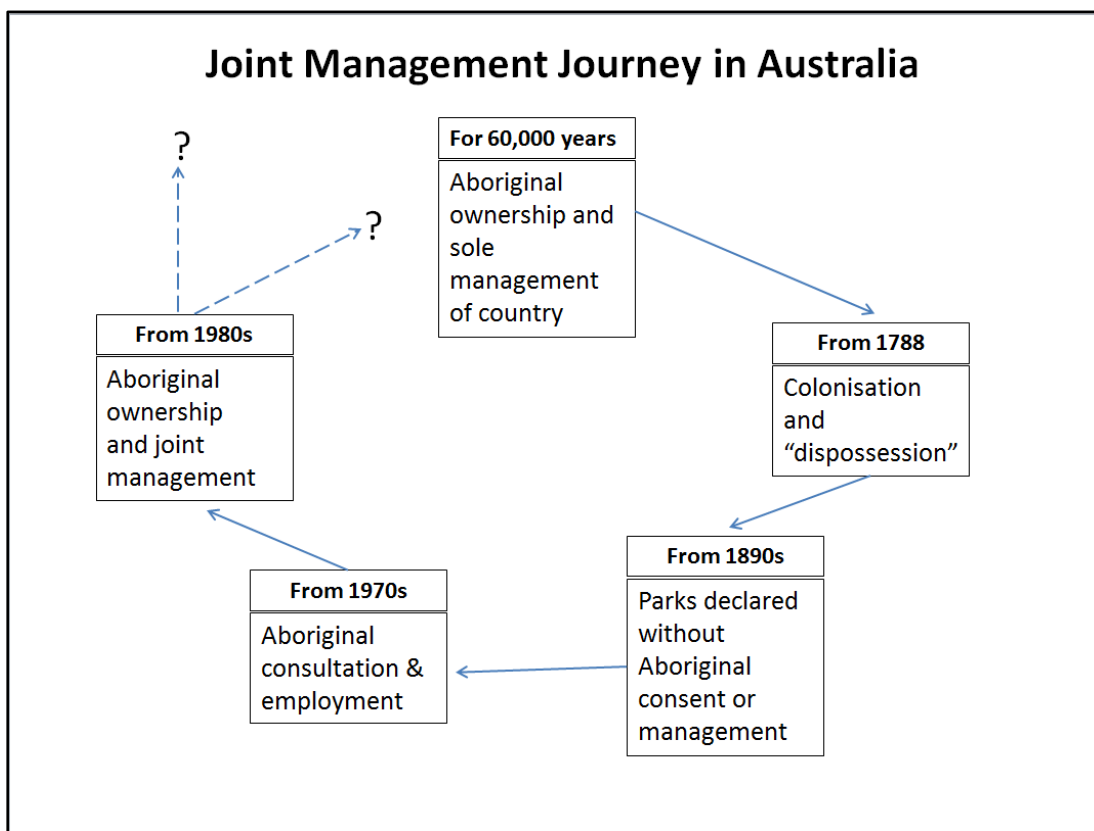 Joint Management Journey in Australia
For 60,000 years
Aboriginal
ownership and
sole
management
of country
From 1788
Colonisation
and
“dispossession”
From 1890s
Parks declared
without
Aboriginal
consent or
management
From 1970s
Aboriginal
consultation &
employment
From 1980s
Aboriginal
ownership
and joint
management
?
?